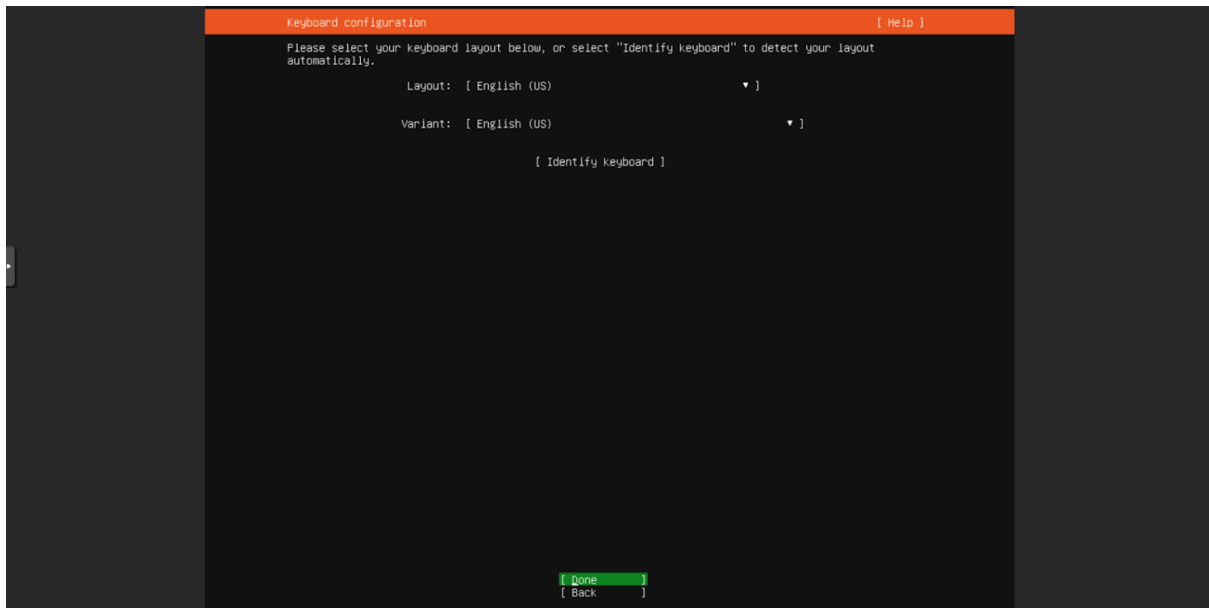 Keyboard configuration [ Help ]
Please select your keyboard layout below, or select "Identify keyboard" to detect your layout
automatically.
Layout: [ English (US) ▾ ]
Variant: [ English (US) ▾ ]
[ Identify keyboard ]
[ Done ]
[ Back ]